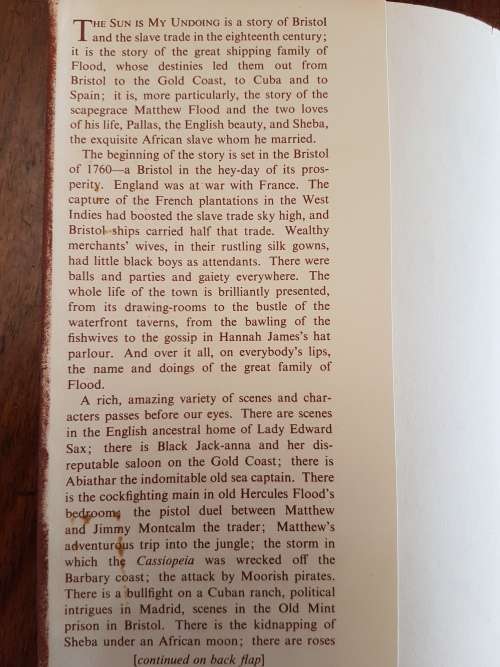 THE SUN IS MY UNDOING is a story of Bristol
and the slave trade in the eighteenth century;
it is the story of the great shipping family of
Flood, whose destinies led them out from
Bristol to the Gold Coast, to Cuba and to
Spain; it is, more particularly, the story of the
scapegrace Matthew Flood and the two loves
of his life, Pallas, the English beauty, and Sheba,
the exquisite African slave whom he married.
The beginning of the story is set in the Bristol
of 1760—a Bristol in the hey-day of its pros-
perity. England was at war with France. The
capture of the French plantations in the West
Indies had boosted the slave trade sky high, and
Bristol ships carried half that trade. Wealthy
merchants' wives, in their rustling silk gowns,
had little black boys as attendants. There were
balls and parties and gaiety everywhere. The
whole life of the town is brilliantly presented,
from its drawing-rooms to the bustle of the
waterfront taverns, from the bawling of the
fishwives to the gossip in Hannah James's hat
parlour. And over it all, on everybody's lips,
the name and doings of the great family of
Flood.
A rich, amazing variety of scenes and char-
acters passes before our eyes. There are scenes
in the English ancestral home of Lady Edward
Sax; there is Black Jack-anna and her dis-
reputable saloon on the Gold Coast; there is
Abiathar the indomitable old sea captain. There
is the cockfighting main in old Hercules Flood's
bedroom, the pistol duel between Matthew
and Jimmy Montcalm the trader; Matthew's
adventurous trip into the jungle; the storm in
which the Cassiopeia was wrecked off the
Barbary coast; the attack by Moorish pirates.
There is a bullfight on a Cuban ranch, political
intrigues in Madrid, scenes in the Old Mint
prison in Bristol. There is the kidnapping of
Sheba under an African moon; there are roses
[continued on back flap]